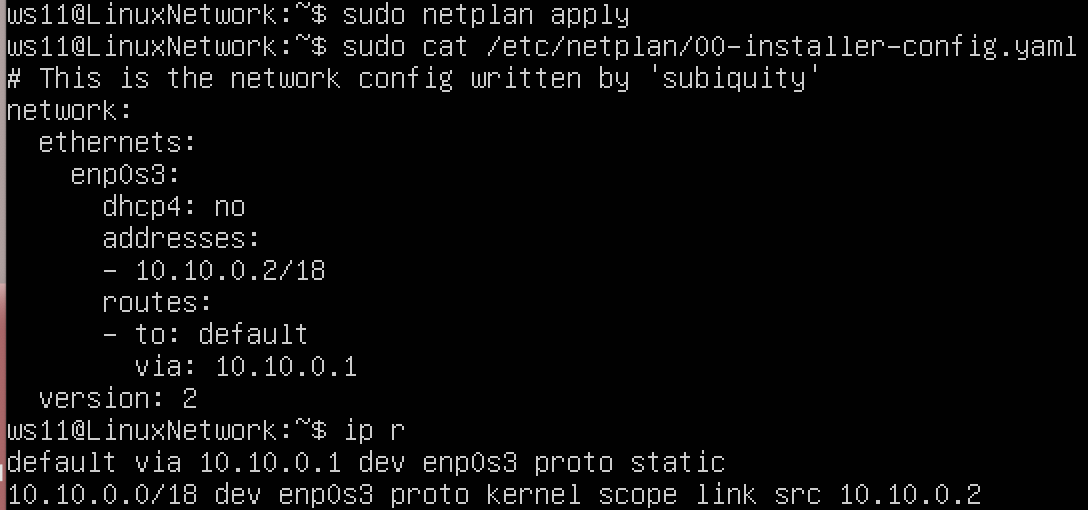 ws11@LinuxNetwork:~$ sudo netplan apply
ws11@LinuxNetwork:~$ sudo cat /etc/netplan/00-installer-config.yaml
# This is the network config written by 'subiquity'
network:
  ethernets:
    enp0s3:
      dhcp4: no
      addresses:
      - 10.10.0.2/18
      routes:
      - to: default
        via: 10.10.0.1
  version: 2
ws11@LinuxNetwork:~$ ip r
default via 10.10.0.1 dev enp0s3 proto static
10.10.0.0/18 dev enp0s3 proto kernel scope link src 10.10.0.2